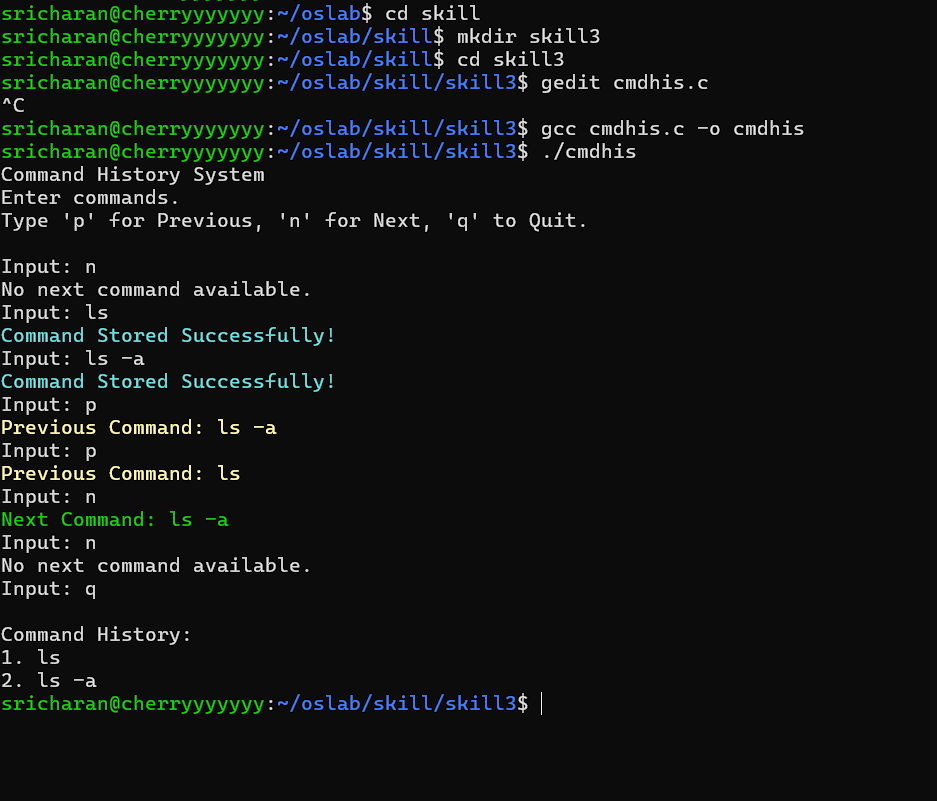 sricharan@cherryyyyyyy:~/oslab$ cd skill
sricharan@cherryyyyyyy:~/oslab/skill$ mkdir skill3
sricharan@cherryyyyyyy:~/oslab/skill$ cd skill3
sricharan@cherryyyyyyy:~/oslab/skill/skill3$ gedit cmdhis.c
^C
sricharan@cherryyyyyyy:~/oslab/skill/skill3$ gcc cmdhis.c -o cmdhis
sricharan@cherryyyyyyy:~/oslab/skill/skill3$ ./cmdhis
Command History System
Enter commands.
Type 'p' for Previous, 'n' for Next, 'q' to Quit.

Input: n
No next command available.
Input: ls
Command Stored Successfully!
Input: ls -a
Command Stored Successfully!
Input: p
Previous Command: ls -a
Input: p
Previous Command: ls
Input: n
Next Command: ls -a
Input: n
No next command available.
Input: q

Command History:
1. ls
2. ls -a
sricharan@cherryyyyyyy:~/oslab/skill/skill3$